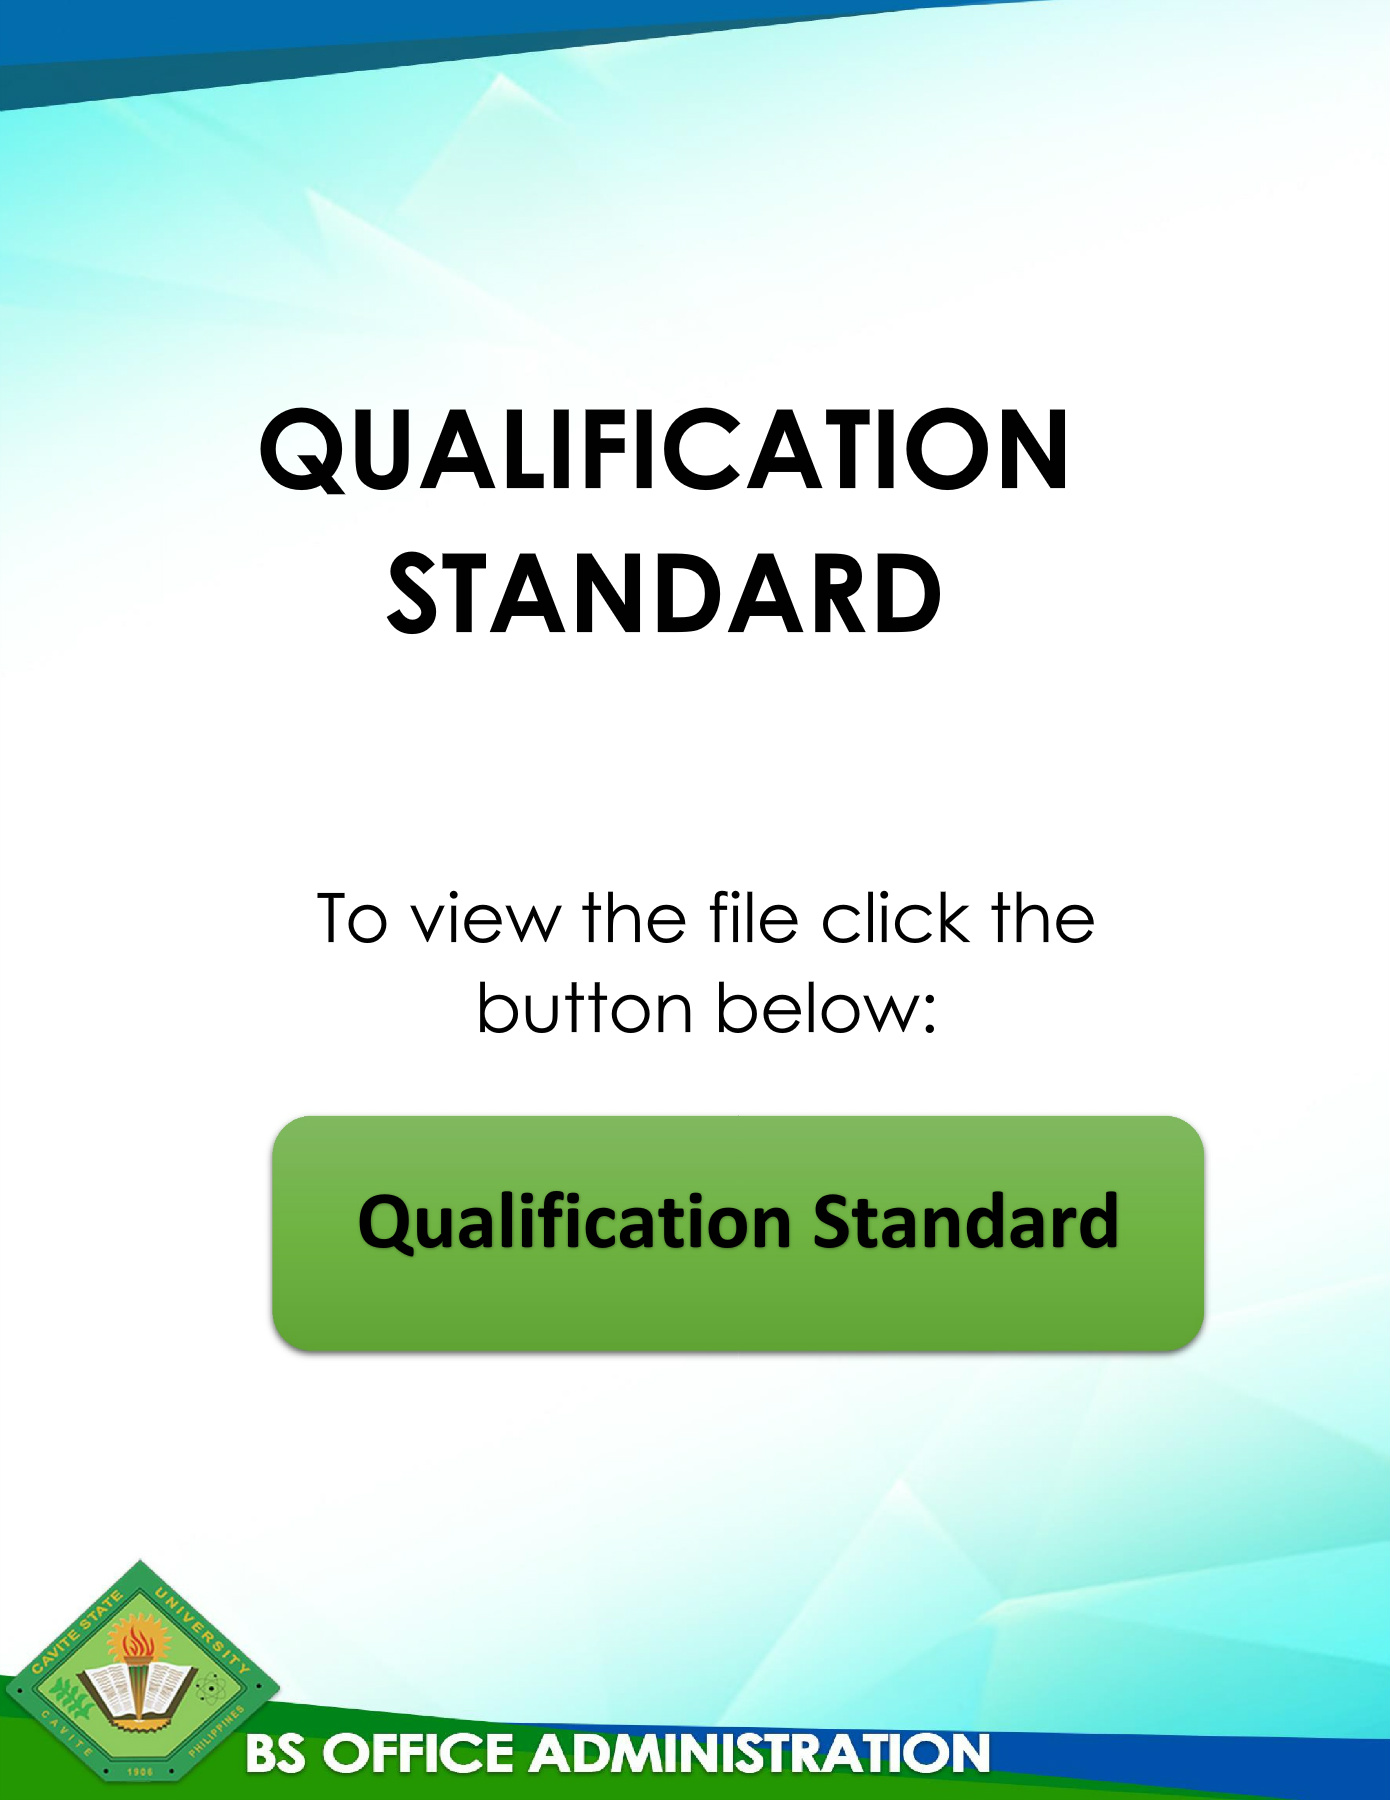 QUALIFICATION
STANDARD
To view the file click the
button below:
Qualification Standard
CAVITE STATE UNIVERSITY
CAVITE
PHILIPPINES
1906
BS OFFICE ADMINISTRATION